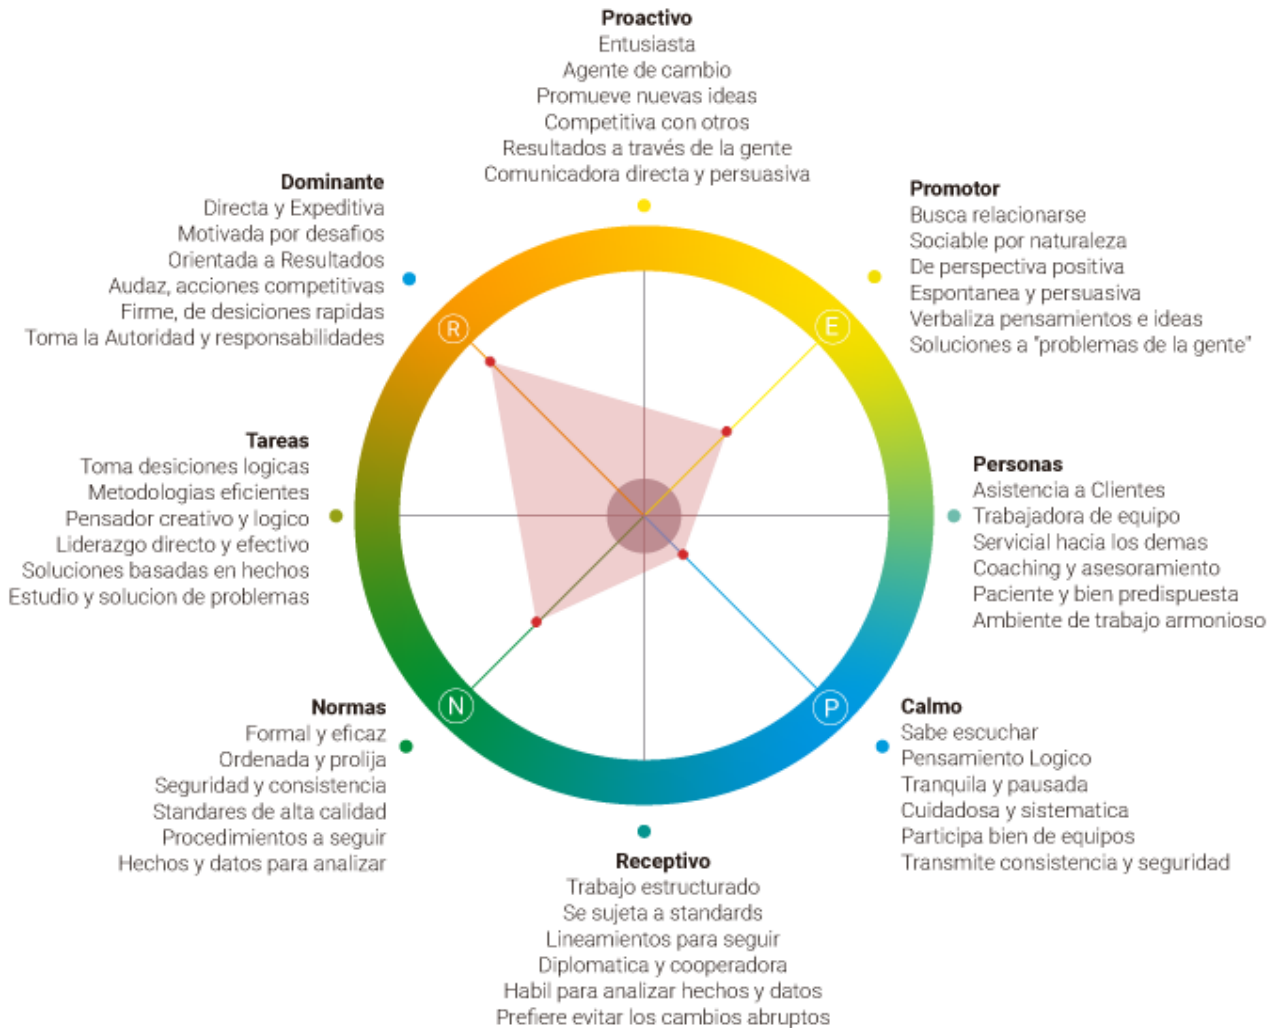 Proactivo
Entusiasta
Agente de cambio
Promueve nuevas ideas
Competitiva con otros
Resultados a través de la gente
Comunicadora directa y persuasiva
Dominante
Directa y Expeditiva
Motivada por desafios
Orientada a Resultados
Audaz, acciones competitivas
Firme, de desiciones rapidas
Toma la Autoridad y responsabilidades
Promotor
Busca relacionarse
Sociable por naturaleza
De perspectiva positiva
Espontanea y persuasiva
Verbaliza pensamientos e ideas
Soluciones a "problemas de la gente"
R
E
Tareas
Toma desiciones logicas
Metodologias eficientes
Pensador creativo y logico
Liderazgo directo y efectivo
Soluciones basadas en hechos
Estudio y solucion de problemas
Personas
Asistencia a Clientes
Trabajadora de equipo
Servicial hacia los demas
Coaching y asesoramiento
Paciente y bien predispuesta
Ambiente de trabajo armonioso
N
P
Normas
Formal y eficaz
Ordenada y prolija
Seguridad y consistencia
Standares de alta calidad
Procedimientos a seguir
Hechos y datos para analizar
Calmo
Sabe escuchar
Pensamiento Logico
Tranquila y pausada
Cuidadosa y sistematica
Participa bien de equipos
Transmite consistencia y seguridad
Receptivo
Trabajo estructurado
Se sujeta a standards
Lineamientos para seguir
Diplomatica y cooperadora
Habil para analizar hechos y datos
Prefiere evitar los cambios abruptos